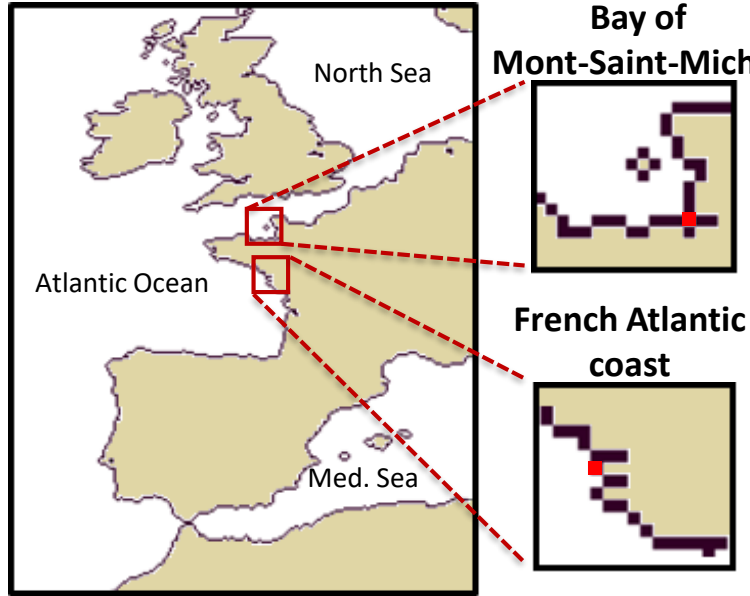 Bay of
Mont-Saint-Mich
North Sea
Atlantic Ocean
French Atlantic
coast
Med. Sea